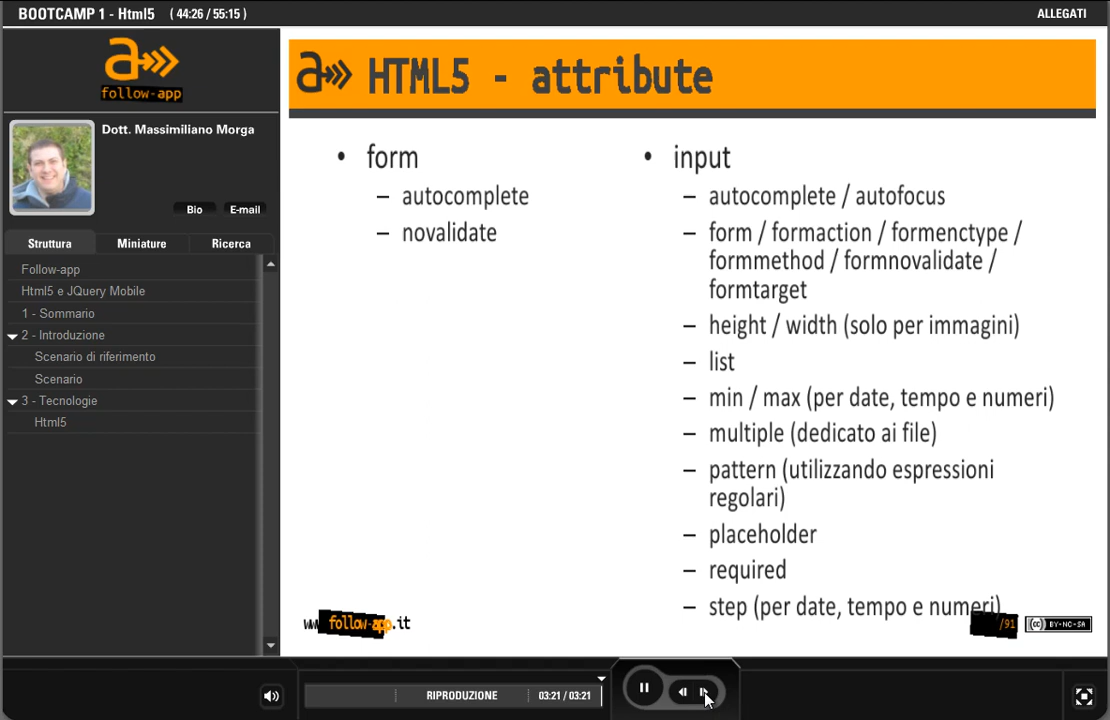 BOOTCAMP 1 - Html5 ( 44:26 / 55:15 )
ALLEGATI
a
follow-app
Dott. Massimiliano Morga
Bio
E-mail
Struttura
Miniature
Ricerca
Follow-app
Html5 e JQuery Mobile
1 - Sommario
2 - Introduzione
Scenario di riferimento
Scenario
3 - Tecnologie
Html5
a HTML5 - attribute
• form
– autocomplete
– novalidate
• input
– autocomplete / autofocus
– form / formaction / formenctype /
formmethod / formnovalidate /
formtarget
– height / width (solo per immagini)
– list
– min / max (per date, tempo e numeri)
– multiple (dedicato ai file)
– pattern (utilizzando espressioni
regolari)
– placeholder
– required
– step (per date, tempo e numeri)
follow-app.it
/91
cc BY-NC-SA
RIPRODUZIONE
03:21 / 03:21